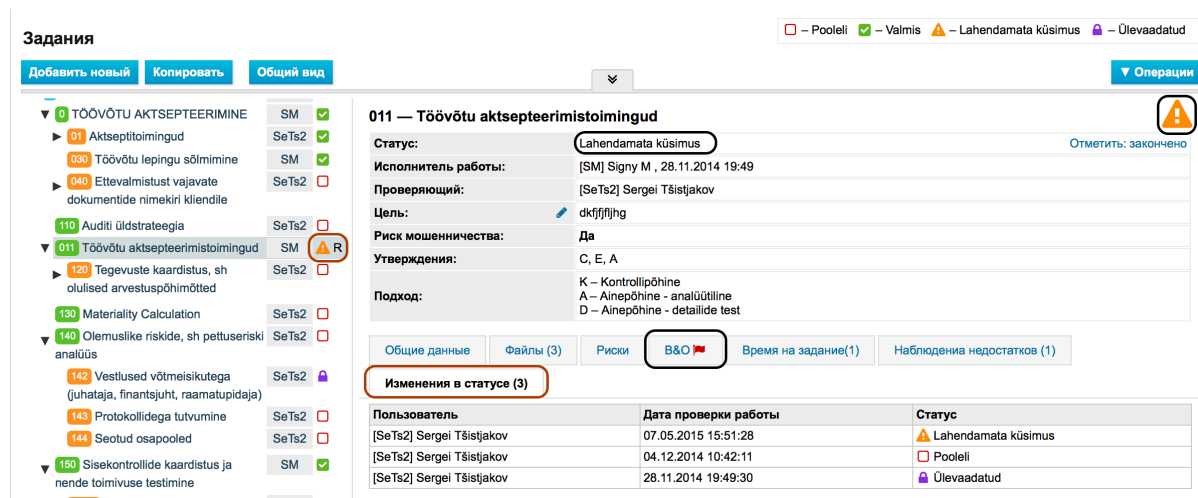 – Pooleli – Valmis – Lahendamata küsimus – Ülevaadatud
Задания
Добавить новый Копировать Общий вид ▼ Операции
▼ 0 TÖÖVÕTU AKTSEPTEERIMINE SM
▶ 01 Aktseptitoimingud SeTs2
030 Töövõtu lepingu sõlmimine SM
▶ 040 Ettevalmistust vajavate SeTs2
dokumentide nimekiri kliendile
110 Auditi üldstrateegia SeTs2
▼ 011 Töövõtu aktsepteerimistoimingud SM R
▶ 120 Tegevuste kaardistus, sh SeTs2
olulised arvestuspõhimõtted
130 Materiality Calculation SeTs2
▼ 140 Olemuslike riskide, sh pettuseriski SeTs2
analüüs
142 Vestlused võtmeisikutega SeTs2
(juhataja, finantsjuht, raamatupidaja)
143 Protokollidega tutvumine SeTs2
144 Seotud osapooled SeTs2
▼ 150 Sisekontrollide kaardistus ja SM
nende toimivuse testimine
011 — Töövõtu aktsepteerimistoimingud
Статус: Lahendamata küsimus Отметить: закончено
Исполнитель работы: [SM] Signy M , 28.11.2014 19:49
Проверяющий: [SeTs2] Sergei Tšistjakov
Цель: dkfjfjfljhg
Риск мошенничества: Да
Утверждения: C, E, A
Подход:
K – Kontrollipõhine
A – Ainepõhine - analüütiline
D – Ainepõhine - detailide test
Общие данные Файлы (3) Риски B&O Время на задание(1) Наблюдениа недостатков (1)
Изменения в статусе (3)
Пользователь Дата проверки работы Статус
[SeTs2] Sergei Tšistjakov 07.05.2015 15:51:28 Lahendamata küsimus
[SeTs2] Sergei Tšistjakov 04.12.2014 10:42:11 Pooleli
[SeTs2] Sergei Tšistjakov 28.11.2014 19:49:30 Ülevaadatud